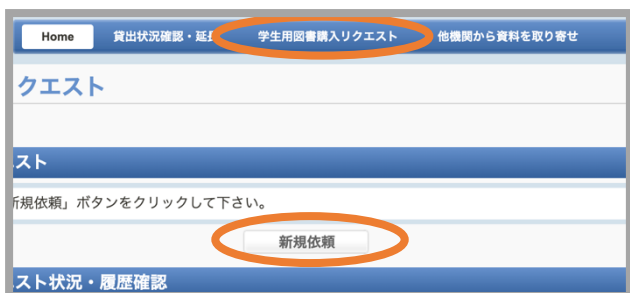 Home 貸出状況確認・延 学生用図書購入リクエスト 他機関から資料を取り寄せ
クエスト
スト
新規依頼」ボタンをクリックして下さい。
新規依頼
スト状況・履歴確認